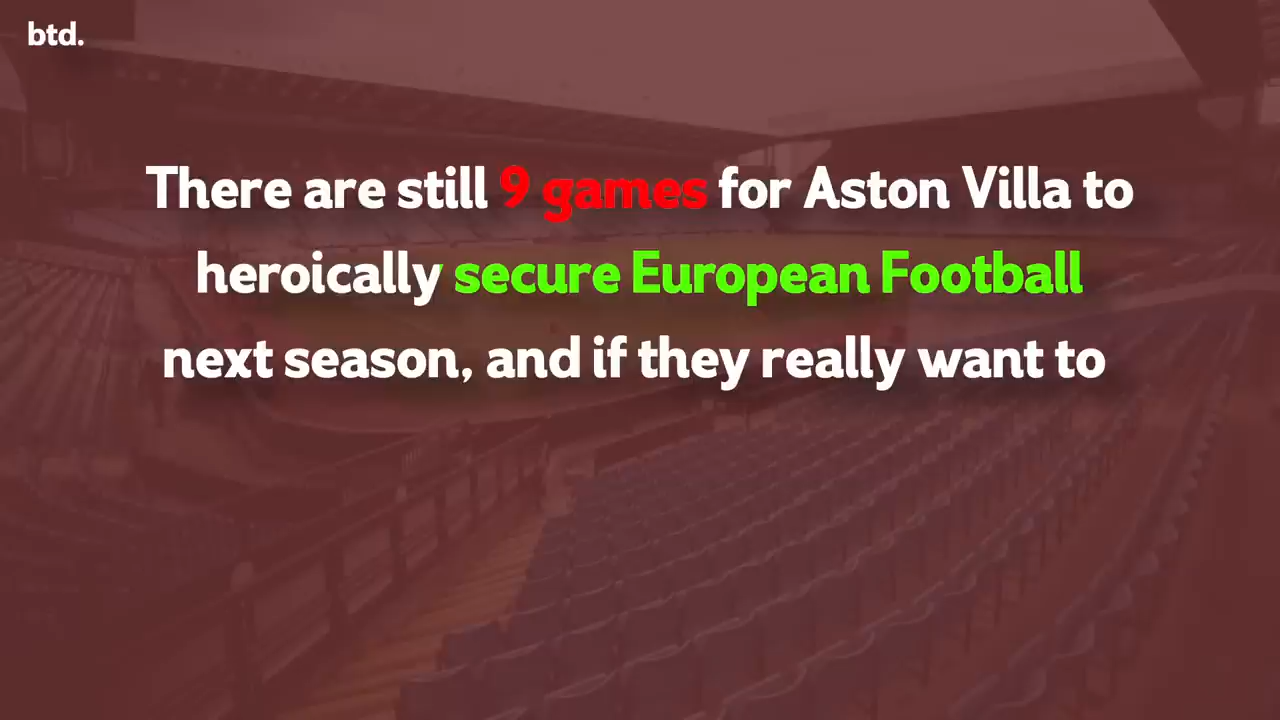 btd.
There are still 9 games for Aston Villa to
heroically secure European Football
next season, and if they really want to